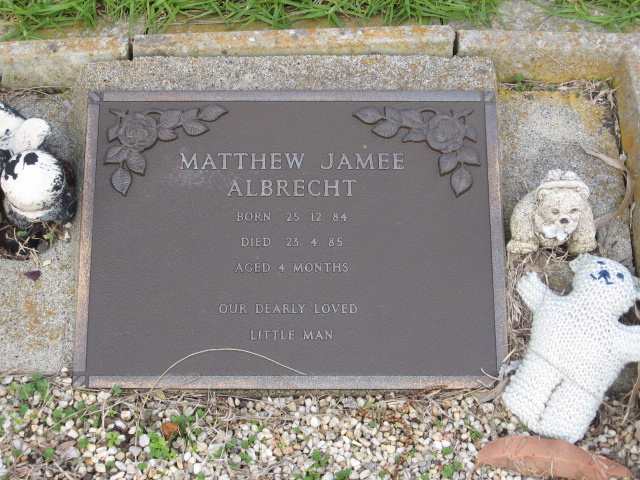 MATTHEW JAMEE
ALBRECHT
BORN 25. 12. 84
DIED 23. 4. 85
AGED 4 MONTHS
OUR DEARLY LOVED
LITTLE MAN